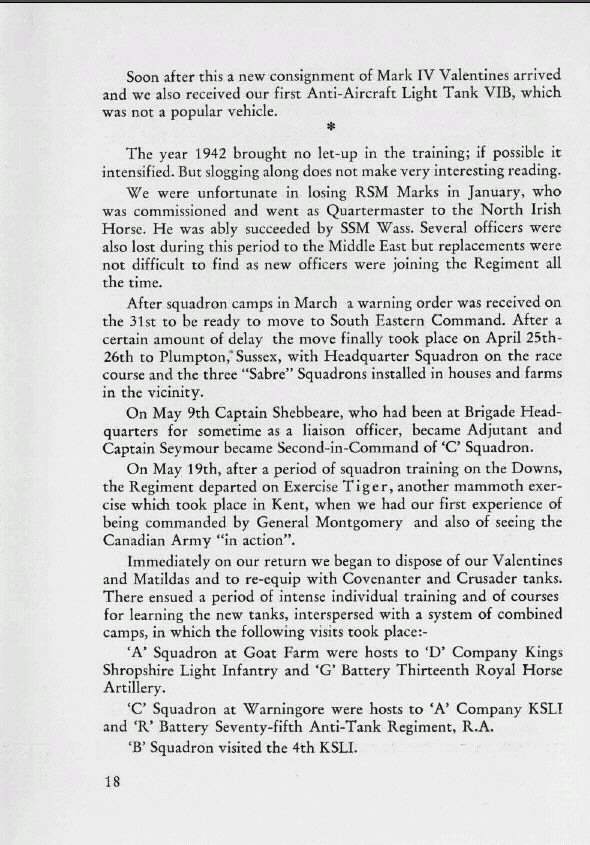 Soon after this a new consignment of Mark IV Valentines arrived
and we also received our first Anti-Aircraft Light Tank VIB, which
was not a popular vehicle.
*
The year 1942 brought no let-up in the training; if possible it
intensified. But slogging along does not make very interesting reading.
We were unfortunate in losing RSM Marks in January, who
was commissioned and went as Quartermaster to the North Irish
Horse. He was ably succeeded by SSM Wass. Several officers were
also lost during this period to the Middle East but replacements were
not difficult to find as new officers were joining the Regiment all
the time.
After squadron camps in March a warning order was received on
the 31st to be ready to move to South Eastern Command. After a
certain amount of delay the move finally took place on April 25th-
26th to Plumpton, Sussex, with Headquarter Squadron on the race
course and the three “Sabre” Squadrons installed in houses and farms
in the vicinity.
On May 9th Captain Shebbeare, who had been at Brigade Head-
quarters for sometime as a liaison officer, became Adjutant and
Captain Seymour became Second-in-Command of ‘C’ Squadron.
On May 19th, after a period of squadron training on the Downs,
the Regiment departed on Exercise Tiger, another mammoth exer-
cise which took place in Kent, when we had our first experience of
being commanded by General Montgomery and also of seeing the
Canadian Army “in action”.
Immediately on our return we began to dispose of our Valentines
and Matildas and to re-equip with Covenanter and Crusader tanks.
There ensued a period of intense individual training and of courses
for learning the new tanks, interspersed with a system of combined
camps, in which the following visits took place:-
‘A’ Squadron at Goat Farm were hosts to ‘D’ Company Kings
Shropshire Light Infantry and ‘G’ Battery Thirteenth Royal Horse
Artillery.
‘C’ Squadron at Warningore were hosts to ‘A’ Company KSLI
and ‘R’ Battery Seventy-fifth Anti-Tank Regiment, R.A.
‘B’ Squadron visited the 4th KSLI.
18